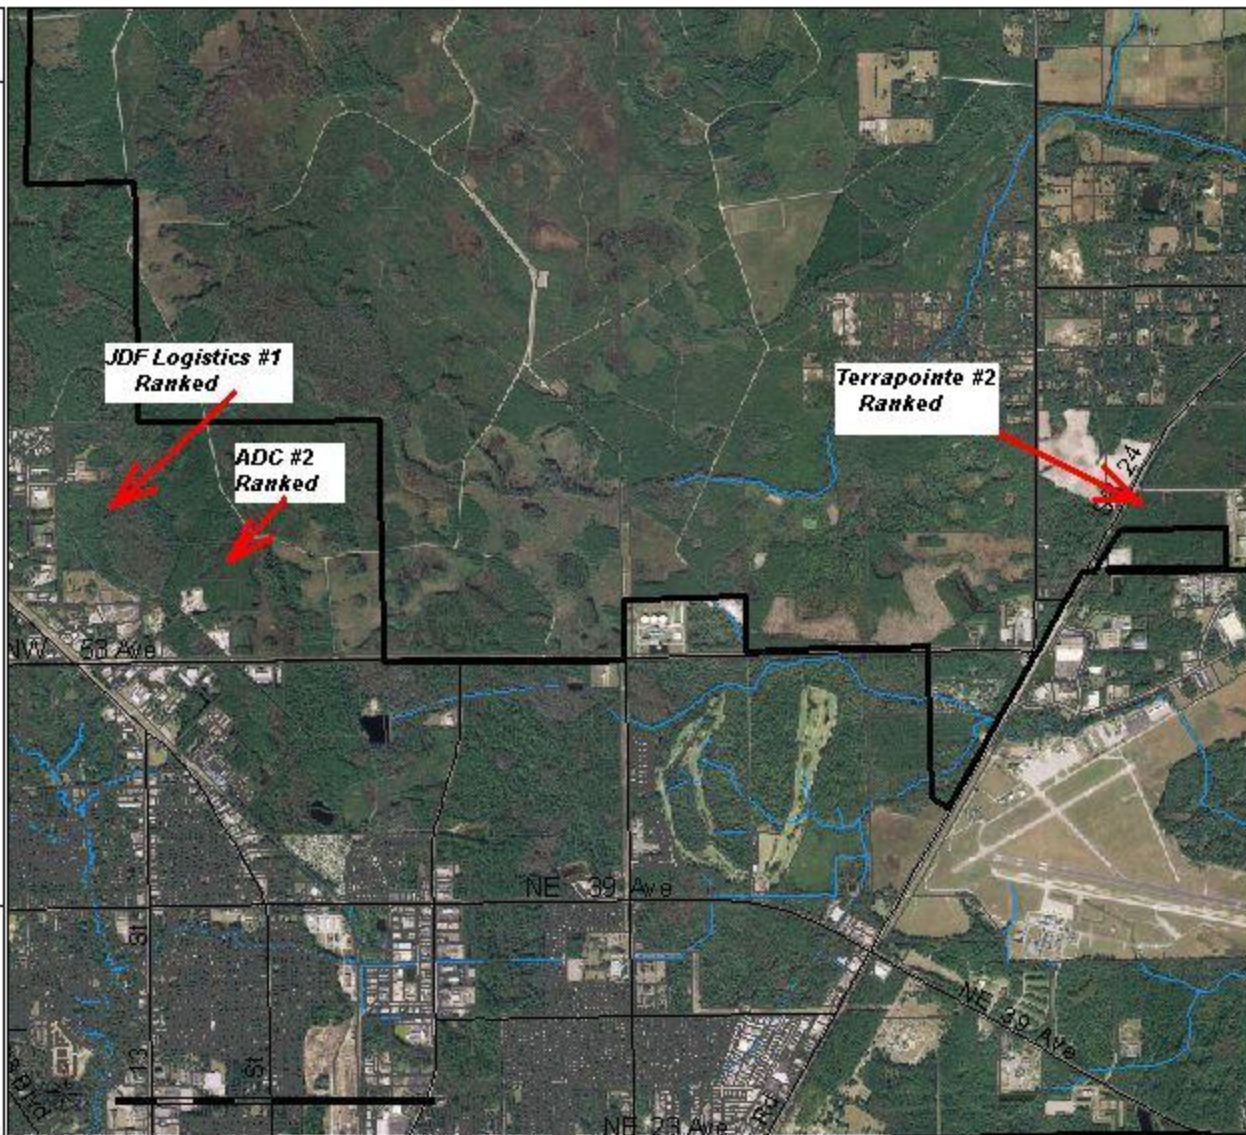 JDF Logistics #1
Ranked
ADC #2
Ranked
Terrapointe #2
Ranked
24
NW 53 Ave
NE 39 Ave
St
13
St
NE 39 Ave
Rd
NE 23 Ave
Blvd